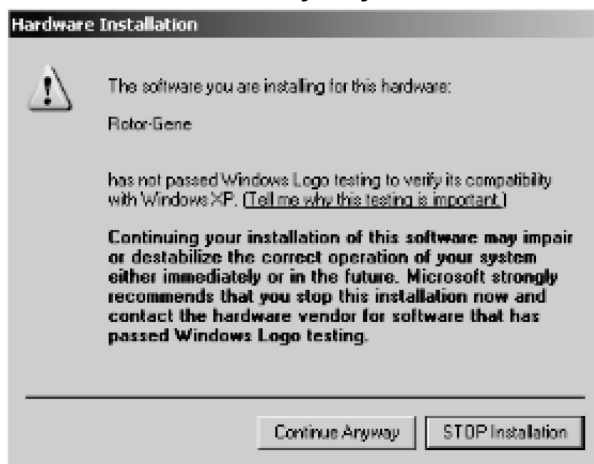 Hardware Installation
The software you are installing for this hardware:
Rotor-Gene
has not passed Windows Logo testing to verify its compatibility
with Windows XP. (Tell me why this testing is important.)
Continuing your installation of this software may impair
or destabilize the correct operation of your system
either immediately or in the future. Microsoft strongly
recommends that you stop this installation now and
contact the hardware vendor for software that has
passed Windows Logo testing.
Continue Anyway
STOP Installation